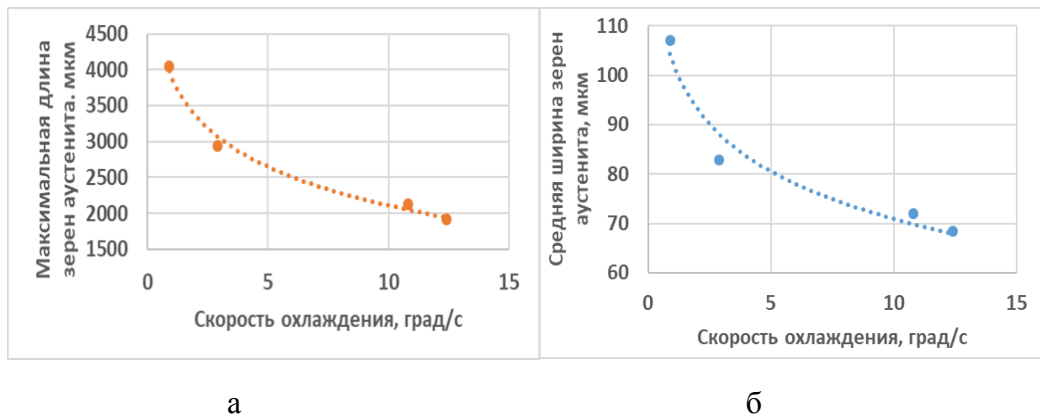 Максимальная длина
зерен аустенита. мкм
4500
4000
3500
3000
2500
2000
1500
0 5 10 15
Скорость охлаждения, град/с
Средняя ширина зерен
аустенита, мкм
110
100
90
80
70
60
0 5 10 15
Скорость охлаждения, град/с
а б